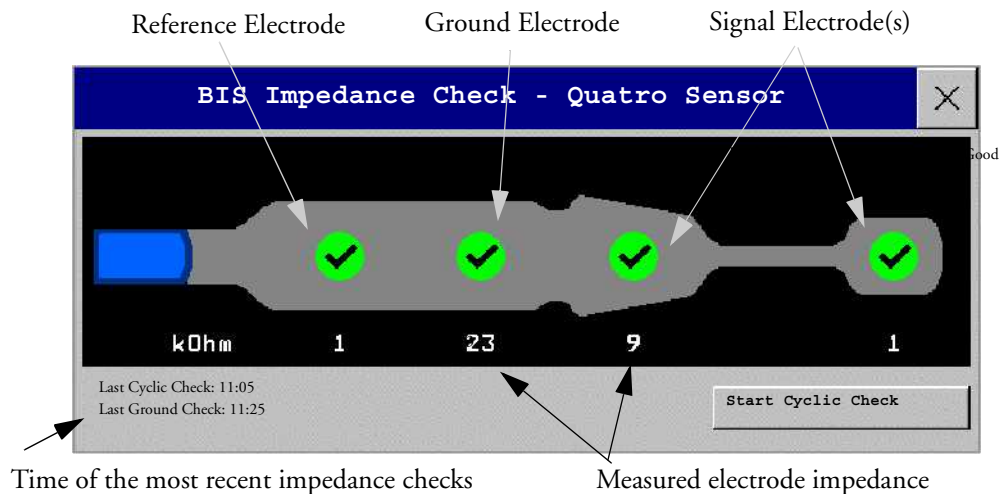 Reference Electrode Ground Electrode Signal Electrode(s)
BIS Impedance Check - Quatro Sensor
Good
kOhm 1 23 9 1
Last Cyclic Check: 11:05
Last Ground Check: 11:25
Start Cyclic Check
Time of the most recent impedance checks Measured electrode impedance